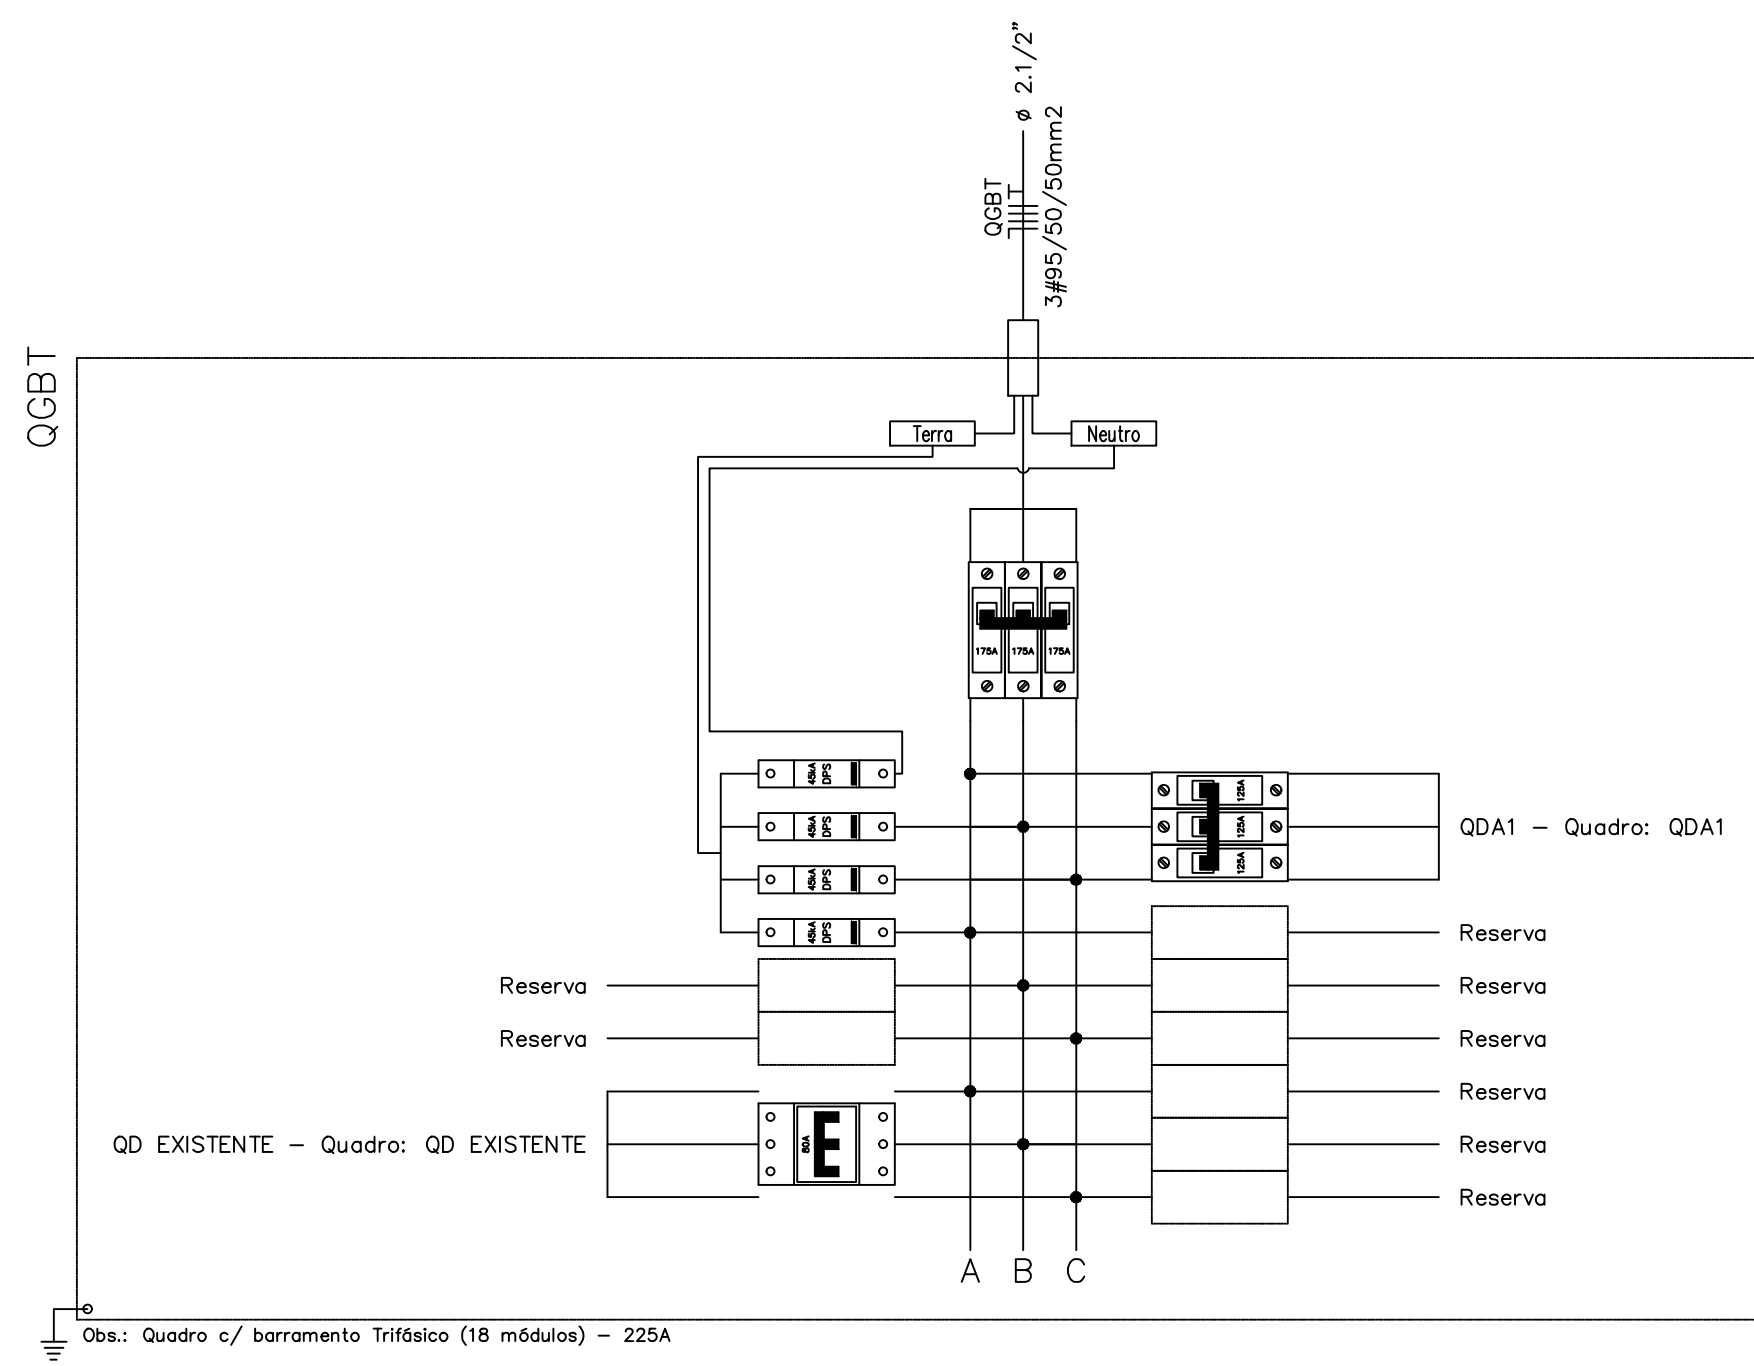 ø 2.1/2"
QGBT
3#95/50/50mm2
QGBT
Terra
Neutro
175A 175A 175A
45kA
DPS
45kA
DPS
45kA
DPS
45kA
DPS
125A
125A
125A
QDA1 - Quadro: QDA1
Reserva
Reserva
Reserva
Reserva
Reserva
Reserva
Reserva
Reserva
QD EXISTENTE - Quadro: QD EXISTENTE
80A
A B C
Obs.: Quadro c/ barramento Trifásico (18 módulos) - 225A